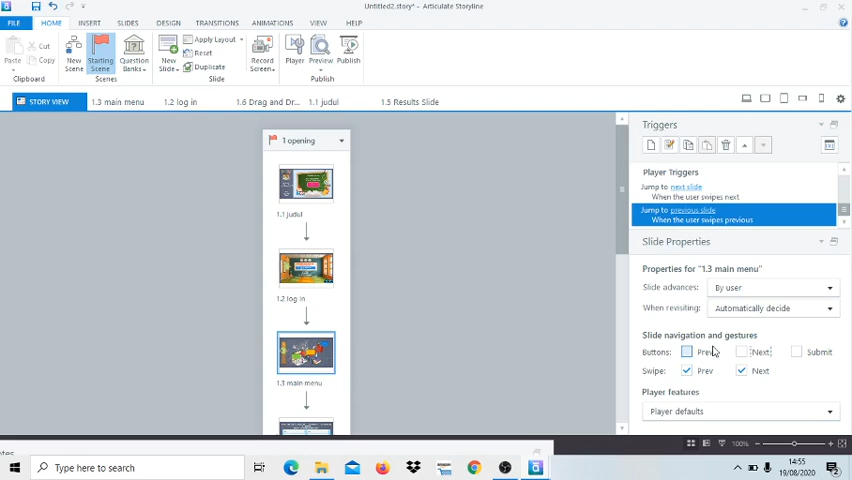 Untitled2.story* - Articulate Storyline
FILE HOME INSERT SLIDES DESIGN TRANSITIONS ANIMATIONS VIEW HELP
Paste
Cut
Copy
Clipboard
New Scene
Starting Scene
Question Banks
Scenes
New Slide
Apply Layout
Reset
Duplicate
Slide
Record Screen
Player
Preview
Publish
Publish
STORY VIEW 1.3 main menu 1.2 log in 1.6 Drag and Dr... 1.1 judul 1.5 Results Slide
1 opening
1.1 judul
1.2 log in
1.3 main menu
Triggers
Player Triggers
Jump to next slide
When the user swipes next
Jump to previous slide
When the user swipes previous
Slide Properties
Properties for "1.3 main menu"
Slide advances: By user
When revisiting: Automatically decide
Slide navigation and gestures
Buttons: Prev Next Submit
Swipe: Prev Next
Player features
Player defaults
otes
100%
Type here to search
14:55
19/08/2020
2